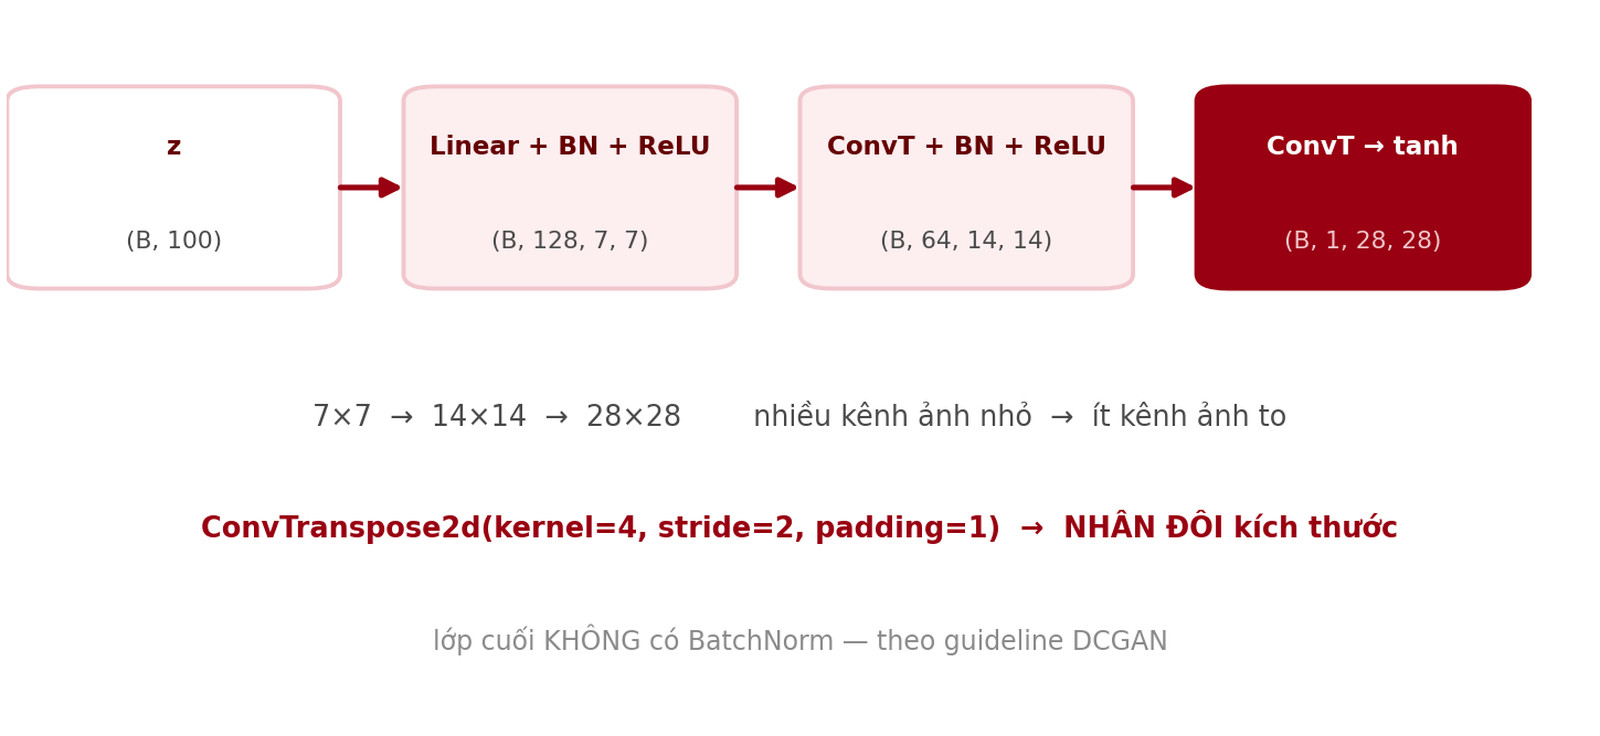 z
(B, 100)
Linear + BN + ReLU
(B, 128, 7, 7)
ConvT + BN + ReLU
(B, 64, 14, 14)
ConvT → tanh
(B, 1, 28, 28)
7×7 → 14×14 → 28×28 nhiều kênh ảnh nhỏ → ít kênh ảnh to
ConvTranspose2d(kernel=4, stride=2, padding=1) → NHÂN ĐÔI kích thước
lớp cuối KHÔNG có BatchNorm — theo guideline DCGAN